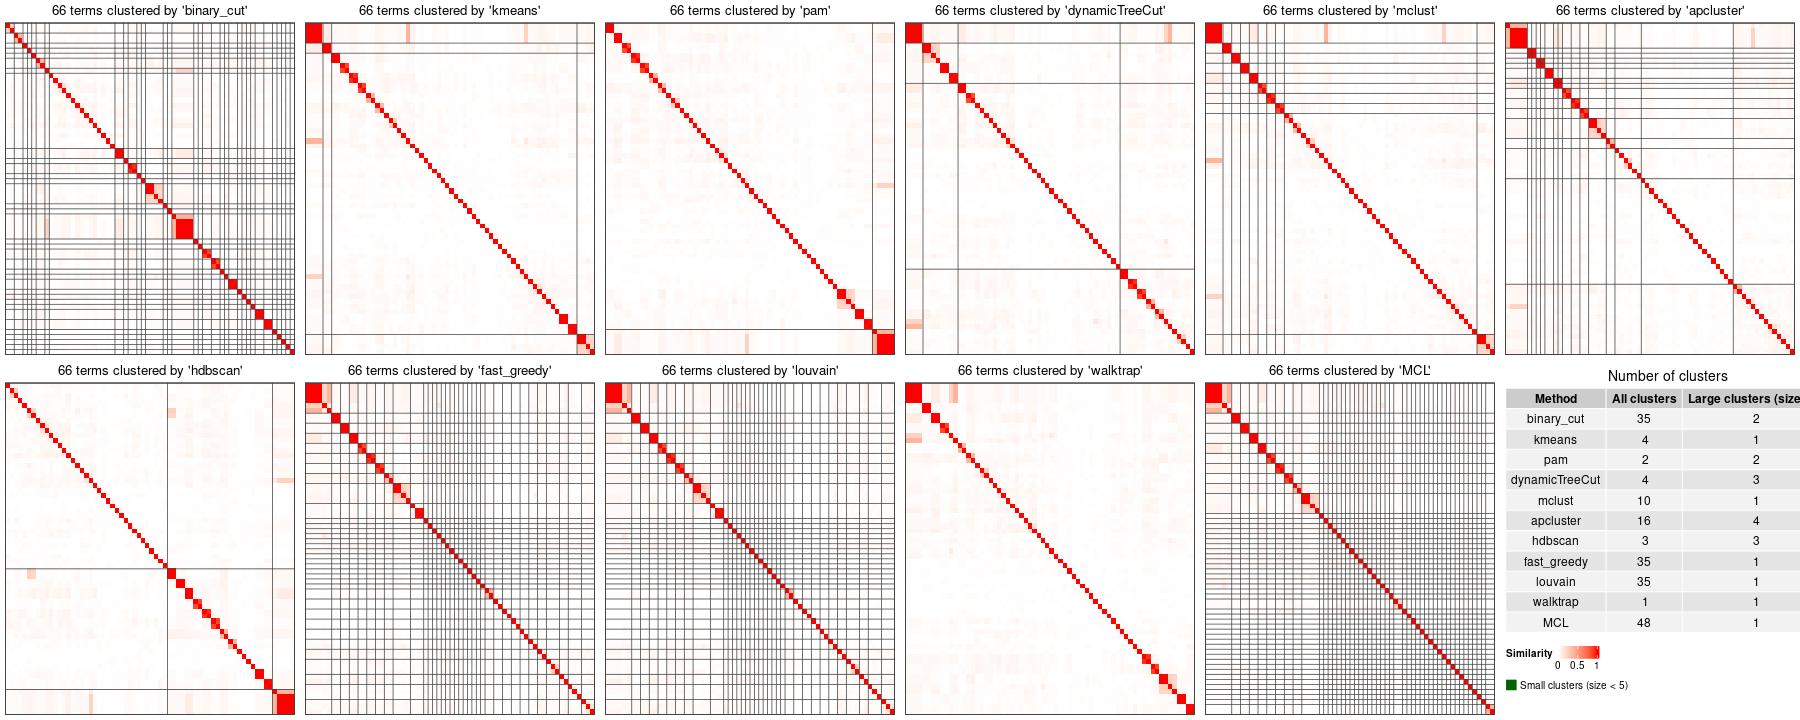 66 terms clustered by 'binary_cut'
66 terms clustered by 'kmeans'
66 terms clustered by 'pam'
66 terms clustered by 'dynamicTreeCut'
66 terms clustered by 'mclust'
66 terms clustered by 'apcluster'
66 terms clustered by 'hdbscan'
66 terms clustered by 'fast_greedy'
66 terms clustered by 'louvain'
66 terms clustered by 'walktrap'
66 terms clustered by 'MCL'
Number of clusters
Method All clusters Large clusters (size
binary_cut 35 2
kmeans 4 1
pam 2 2
dynamicTreeCut 4 3
mclust 10 1
apcluster 16 4
hdbscan 3 3
fast_greedy 35 1
louvain 35 1
walktrap 1 1
MCL 48 1
Similarity
0 0.5 1
Small clusters (size < 5)